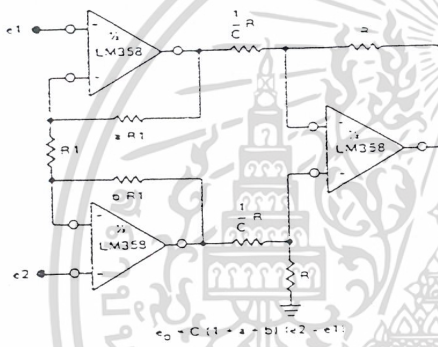 e1
½
LM358
1/C R
R
a R1
R1
b R1
½
LM358
½
LM358
1/C R
R
e2
e₀ = C (1 + a + b) (e2 - e1)